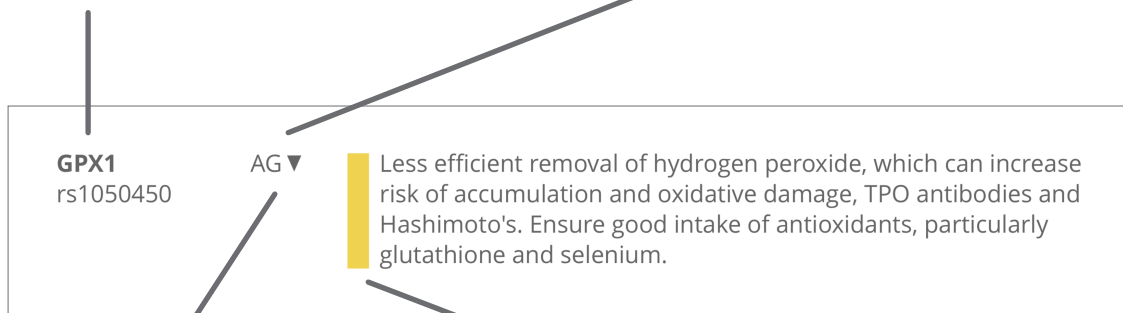 GPX1
rs1050450
AG ▼
Less efficient removal of hydrogen peroxide, which can increase
risk of accumulation and oxidative damage, TPO antibodies and
Hashimoto's. Ensure good intake of antioxidants, particularly
glutathione and selenium.